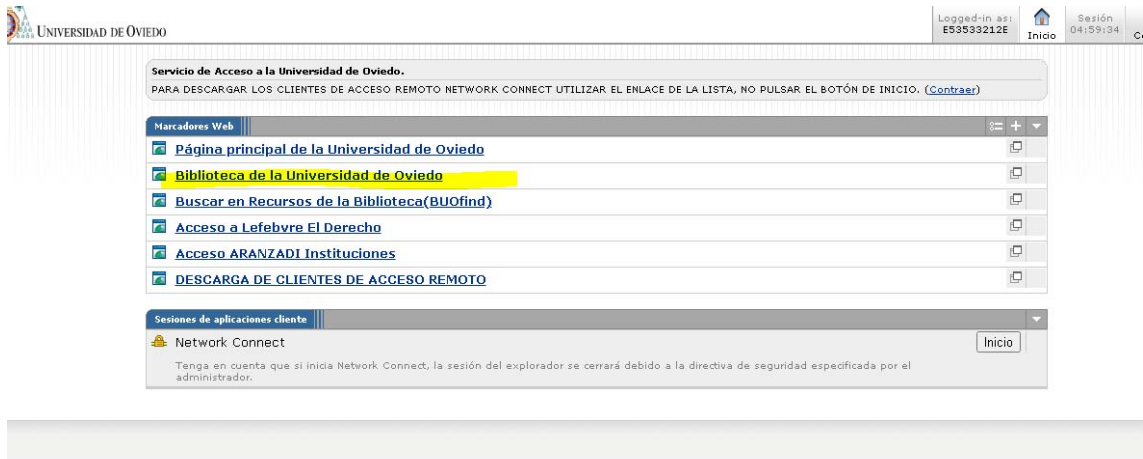 UNIVERSIDAD DE OVIEDO
Logged-in as:
E53533212E
Inicio
Sesión
04:59:34
Servicio de Acceso a la Universidad de Oviedo.
PARA DESCARGAR LOS CLIENTES DE ACCESO REMOTO NETWORK CONNECT UTILIZAR EL ENLACE DE LA LISTA, NO PULSAR EL BOTÓN DE INICIO. (Contraer)
Marcadores Web
Página principal de la Universidad de Oviedo
Biblioteca de la Universidad de Oviedo
Buscar en Recursos de la Biblioteca(BUOfind)
Acceso a Lefebvre El Derecho
Acceso ARANZADI Instituciones
DESCARGA DE CLIENTES DE ACCESO REMOTO
Sesiones de aplicaciones cliente
Network Connect
Inicio
Tenga en cuenta que si inicia Network Connect, la sesión del explorador se cerrará debido a la directiva de seguridad especificada por el
administrador.